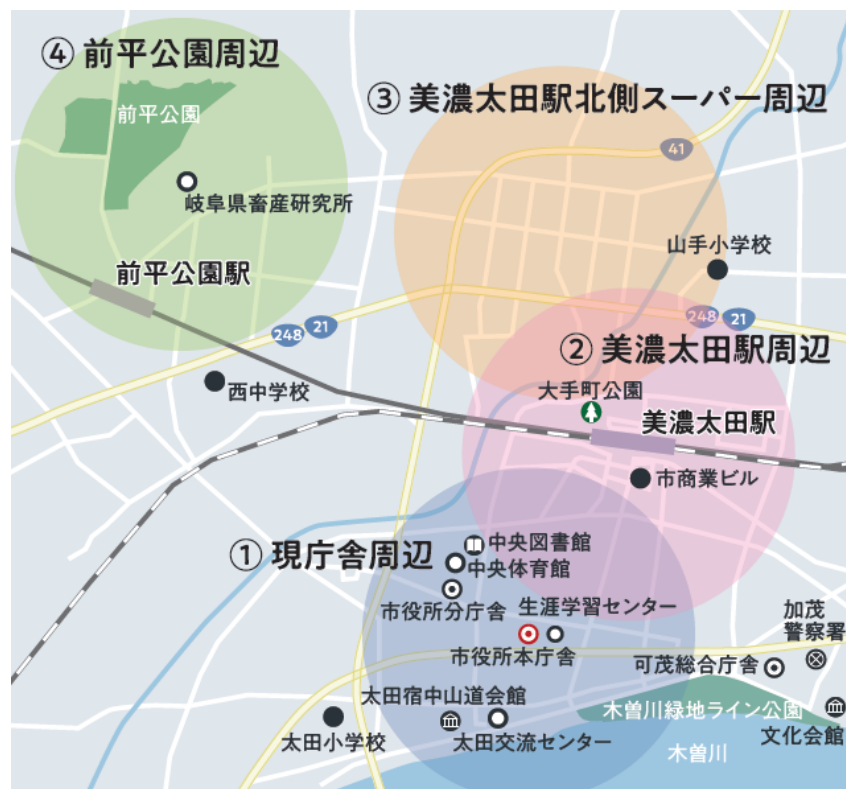 ④ 前平公園周辺
前平公園
③ 美濃太田駅北側スーパー周辺
41
岐阜県畜産研究所
山手小学校
前平公園駅
248
21
248
21
② 美濃太田駅周辺
西中学校
大手町公園
美濃太田駅
市商業ビル
① 現庁舎周辺
中央図書館
中央体育館
市役所分庁舎
生涯学習センター
加茂
警察署
市役所本庁舎
可茂総合庁舎
太田宿中山道会館
木曽川緑地ライン公園
太田小学校
太田交流センター
文化会館
木曽川